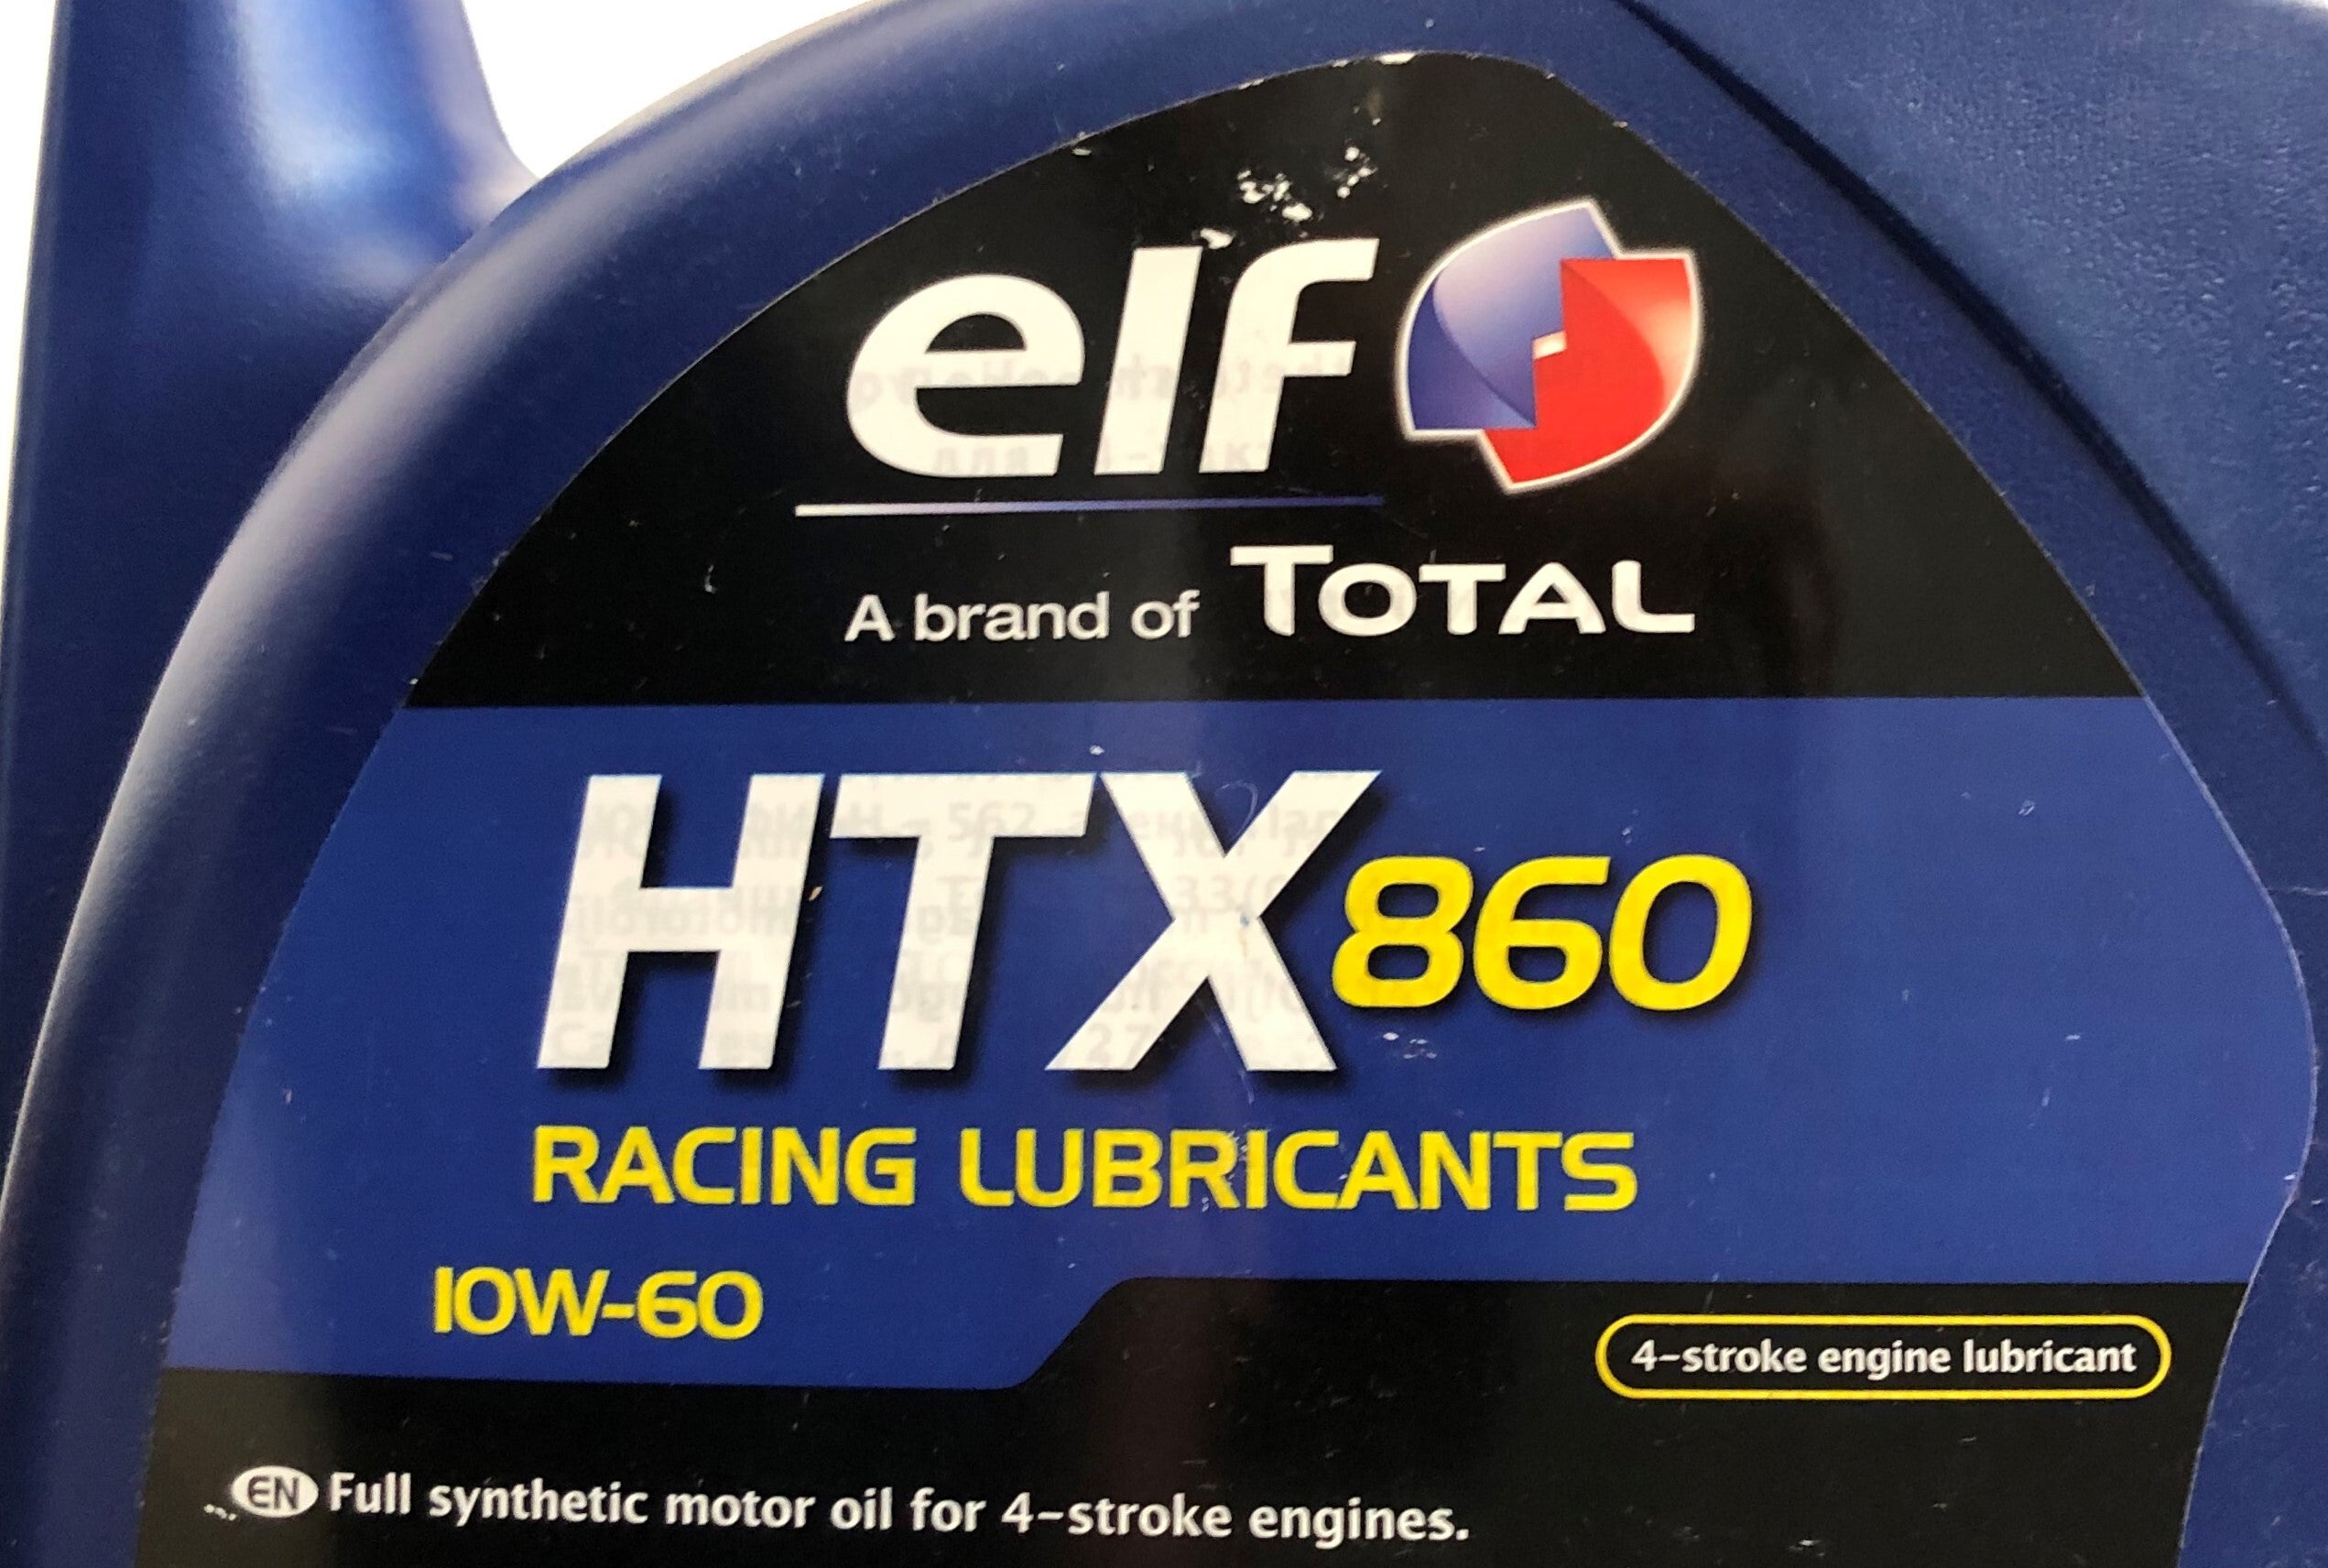 elf
A brand of TOTAL
HTX 860
RACING LUBRICANTS
10W-60
4-stroke engine lubricant
EN Full synthetic motor oil for 4-stroke engines.